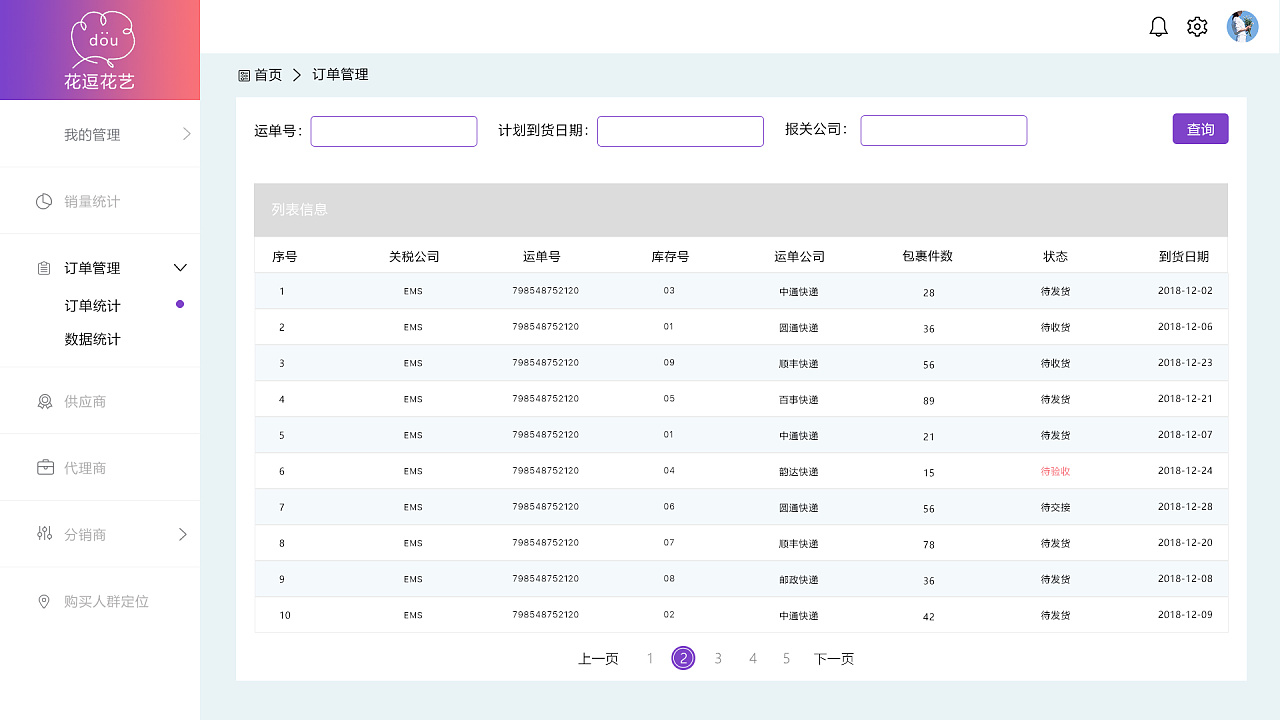 döu
花逗花艺
我的管理
销量统计
订单管理
订单统计
数据统计
供应商
代理商
分销商
购买人群定位
首页 > 订单管理
运单号： 计划到货日期： 报关公司： 查询
列表信息
序号 关税公司 运单号 库存号 运单公司 包裹件数 状态 到货日期
1 EMS 798548752120 03 中通快递 28 待发货 2018-12-02
2 EMS 798548752120 01 圆通快递 36 待收货 2018-12-06
3 EMS 798548752120 09 顺丰快递 56 待收货 2018-12-23
4 EMS 798548752120 05 百事快递 89 待发货 2018-12-21
5 EMS 798548752120 01 中通快递 21 待发货 2018-12-07
6 EMS 798548752120 04 韵达快递 15 待验收 2018-12-24
7 EMS 798548752120 06 圆通快递 56 待交接 2018-12-28
8 EMS 798548752120 07 顺丰快递 78 待发货 2018-12-20
9 EMS 798548752120 08 邮政快递 36 待发货 2018-12-08
10 EMS 798548752120 02 中通快递 42 待发货 2018-12-09
上一页 1 2 3 4 5 下一页